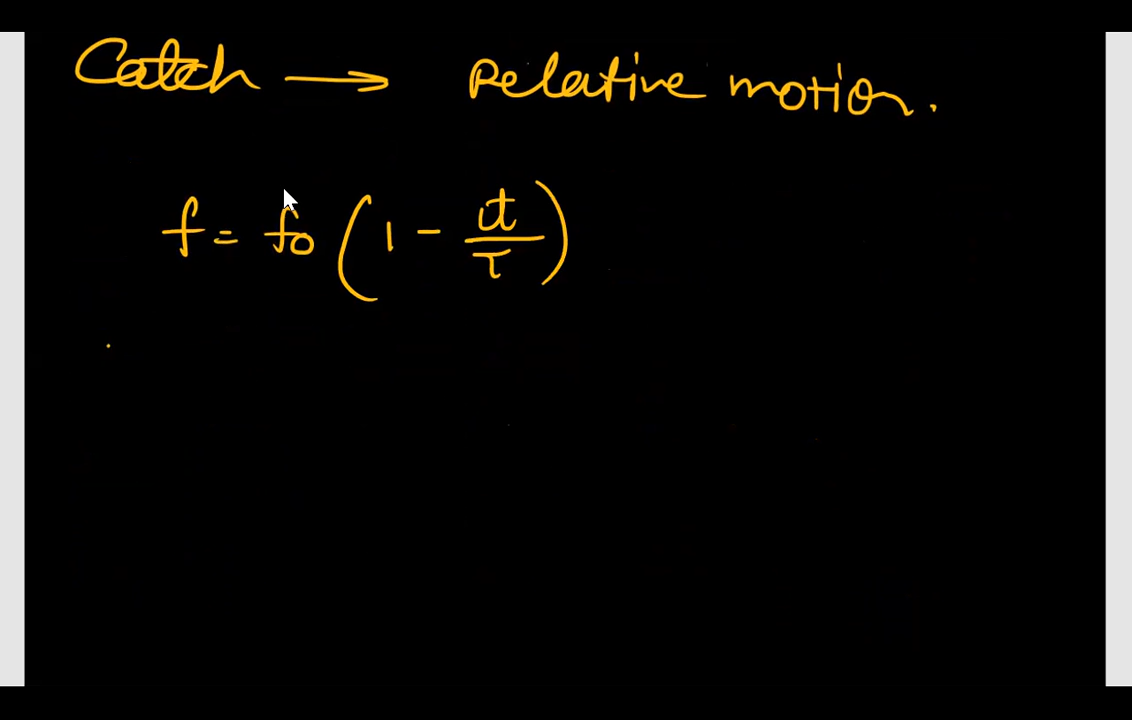 Catch → Relative motion.
f = f0 (1 - t/τ)